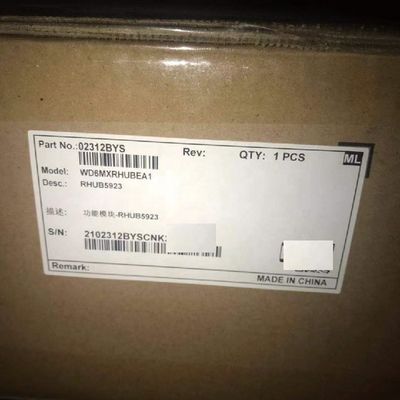 Part No.:02312BYS Rev: QTY: 1 PCS ML
Model: WD6MXRHUBEA1
Desc.: RHUB5923
描述: 功能模块-RHUB5923
S/N: 2102312BYSCNK
Remark:
MADE IN CHINA